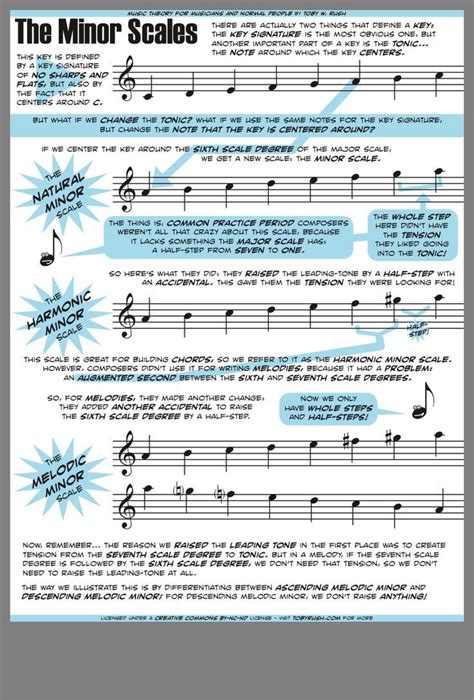 MUSIC THEORY FOR MUSICIANS AND NORMAL PEOPLE BY TOBY W. RUSH
The Minor Scales
THERE ARE ACTUALLY TWO THINGS THAT DEFINE A KEY:
THE KEY SIGNATURE IS THE MOST OBVIOUS ONE, BUT
ANOTHER IMPORTANT PART OF A KEY IS THE TONIC...
THE NOTE AROUND WHICH THE KEY CENTERS.
THIS KEY IS DEFINED
BY A KEY SIGNATURE
OF NO SHARPS AND
FLATS, BUT ALSO BY
THE FACT THAT IT
CENTERS AROUND C.
BUT WHAT IF WE CHANGE THE TONIC? WHAT IF WE USE THE SAME NOTES FOR THE KEY SIGNATURE,
BUT CHANGE THE NOTE THAT THE KEY IS CENTERED AROUND?
IF WE CENTER THE KEY AROUND THE SIXTH SCALE DEGREE OF THE MAJOR SCALE,
WE GET A NEW SCALE: THE MINOR SCALE.
THE
NATURAL
MINOR
SCALE
THE THING IS, COMMON PRACTICE PERIOD COMPOSERS
WEREN'T ALL THAT CRAZY ABOUT THIS SCALE, BECAUSE
IT LACKS SOMETHING THE MAJOR SCALE HAS:
A HALF-STEP FROM SEVEN TO ONE.
THE WHOLE STEP
HERE DIDN'T HAVE
THE TENSION
THEY LIKED GOING
INTO THE TONIC!
SO HERE'S WHAT THEY DID: THEY RAISED THE LEADING-TONE BY A HALF-STEP WITH
AN ACCIDENTAL. THIS GAVE THEM THE TENSION THEY WERE LOOKING FOR!
THE
HARMONIC
MINOR
SCALE
HALF-
STEP!
THIS SCALE IS GREAT FOR BUILDING CHORDS, SO WE REFER TO IT AS THE HARMONIC MINOR SCALE.
HOWEVER, COMPOSERS DIDN'T USE IT FOR WRITING MELODIES, BECAUSE IT HAD A PROBLEM:
AN AUGMENTED SECOND BETWEEN THE SIXTH AND SEVENTH SCALE DEGREES.
SO, FOR MELODIES, THEY MADE ANOTHER CHANGE:
THEY ADDED ANOTHER ACCIDENTAL TO RAISE
THE SIXTH SCALE DEGREE BY A HALF-STEP.
NOW WE ONLY
HAVE WHOLE STEPS
AND HALF-STEPS!
THE
MELODIC
MINOR
SCALE
NOW, REMEMBER... THE REASON WE RAISED THE LEADING TONE IN THE FIRST PLACE WAS TO CREATE
TENSION FROM THE SEVENTH SCALE DEGREE TO TONIC. BUT IN A MELODY, IF THE SEVENTH SCALE
DEGREE IS FOLLOWED BY THE SIXTH SCALE DEGREE, WE DON'T NEED THAT TENSION, SO WE DON'T
NEED TO RAISE THE LEADING-TONE AT ALL.
THE WAY WE ILLUSTRATE THIS IS BY DIFFERENTIATING BETWEEN ASCENDING MELODIC MINOR AND
DESCENDING MELODIC MINOR: FOR DESCENDING MELODIC MINOR, WE DON'T RAISE ANYTHING!
LICENSED UNDER A CREATIVE COMMONS BY-NC-ND LICENSE - VISIT TOBYRUSH.COM FOR MORE